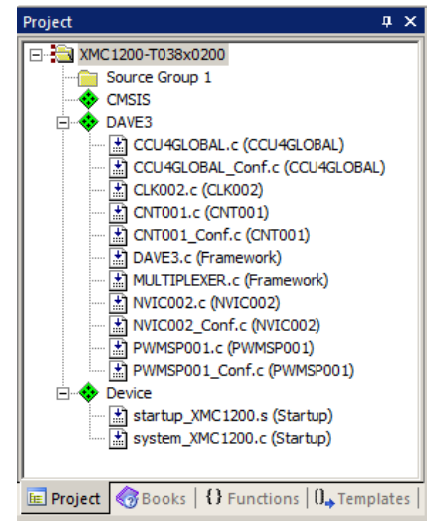 Project
XMC1200-T038x0200
Source Group 1
CMSIS
DAVE3
CCU4GLOBAL.c (CCU4GLOBAL)
CCU4GLOBAL_Conf.c (CCU4GLOBAL)
CLK002.c (CLK002)
CNT001.c (CNT001)
CNT001_Conf.c (CNT001)
DAVE3.c (Framework)
MULTIPLEXER.c (Framework)
NVIC002.c (NVIC002)
NVIC002_Conf.c (NVIC002)
PWMSP001.c (PWMSP001)
PWMSP001_Conf.c (PWMSP001)
Device
startup_XMC1200.s (Startup)
system_XMC1200.c (Startup)
Project Books {} Functions 0 Templates